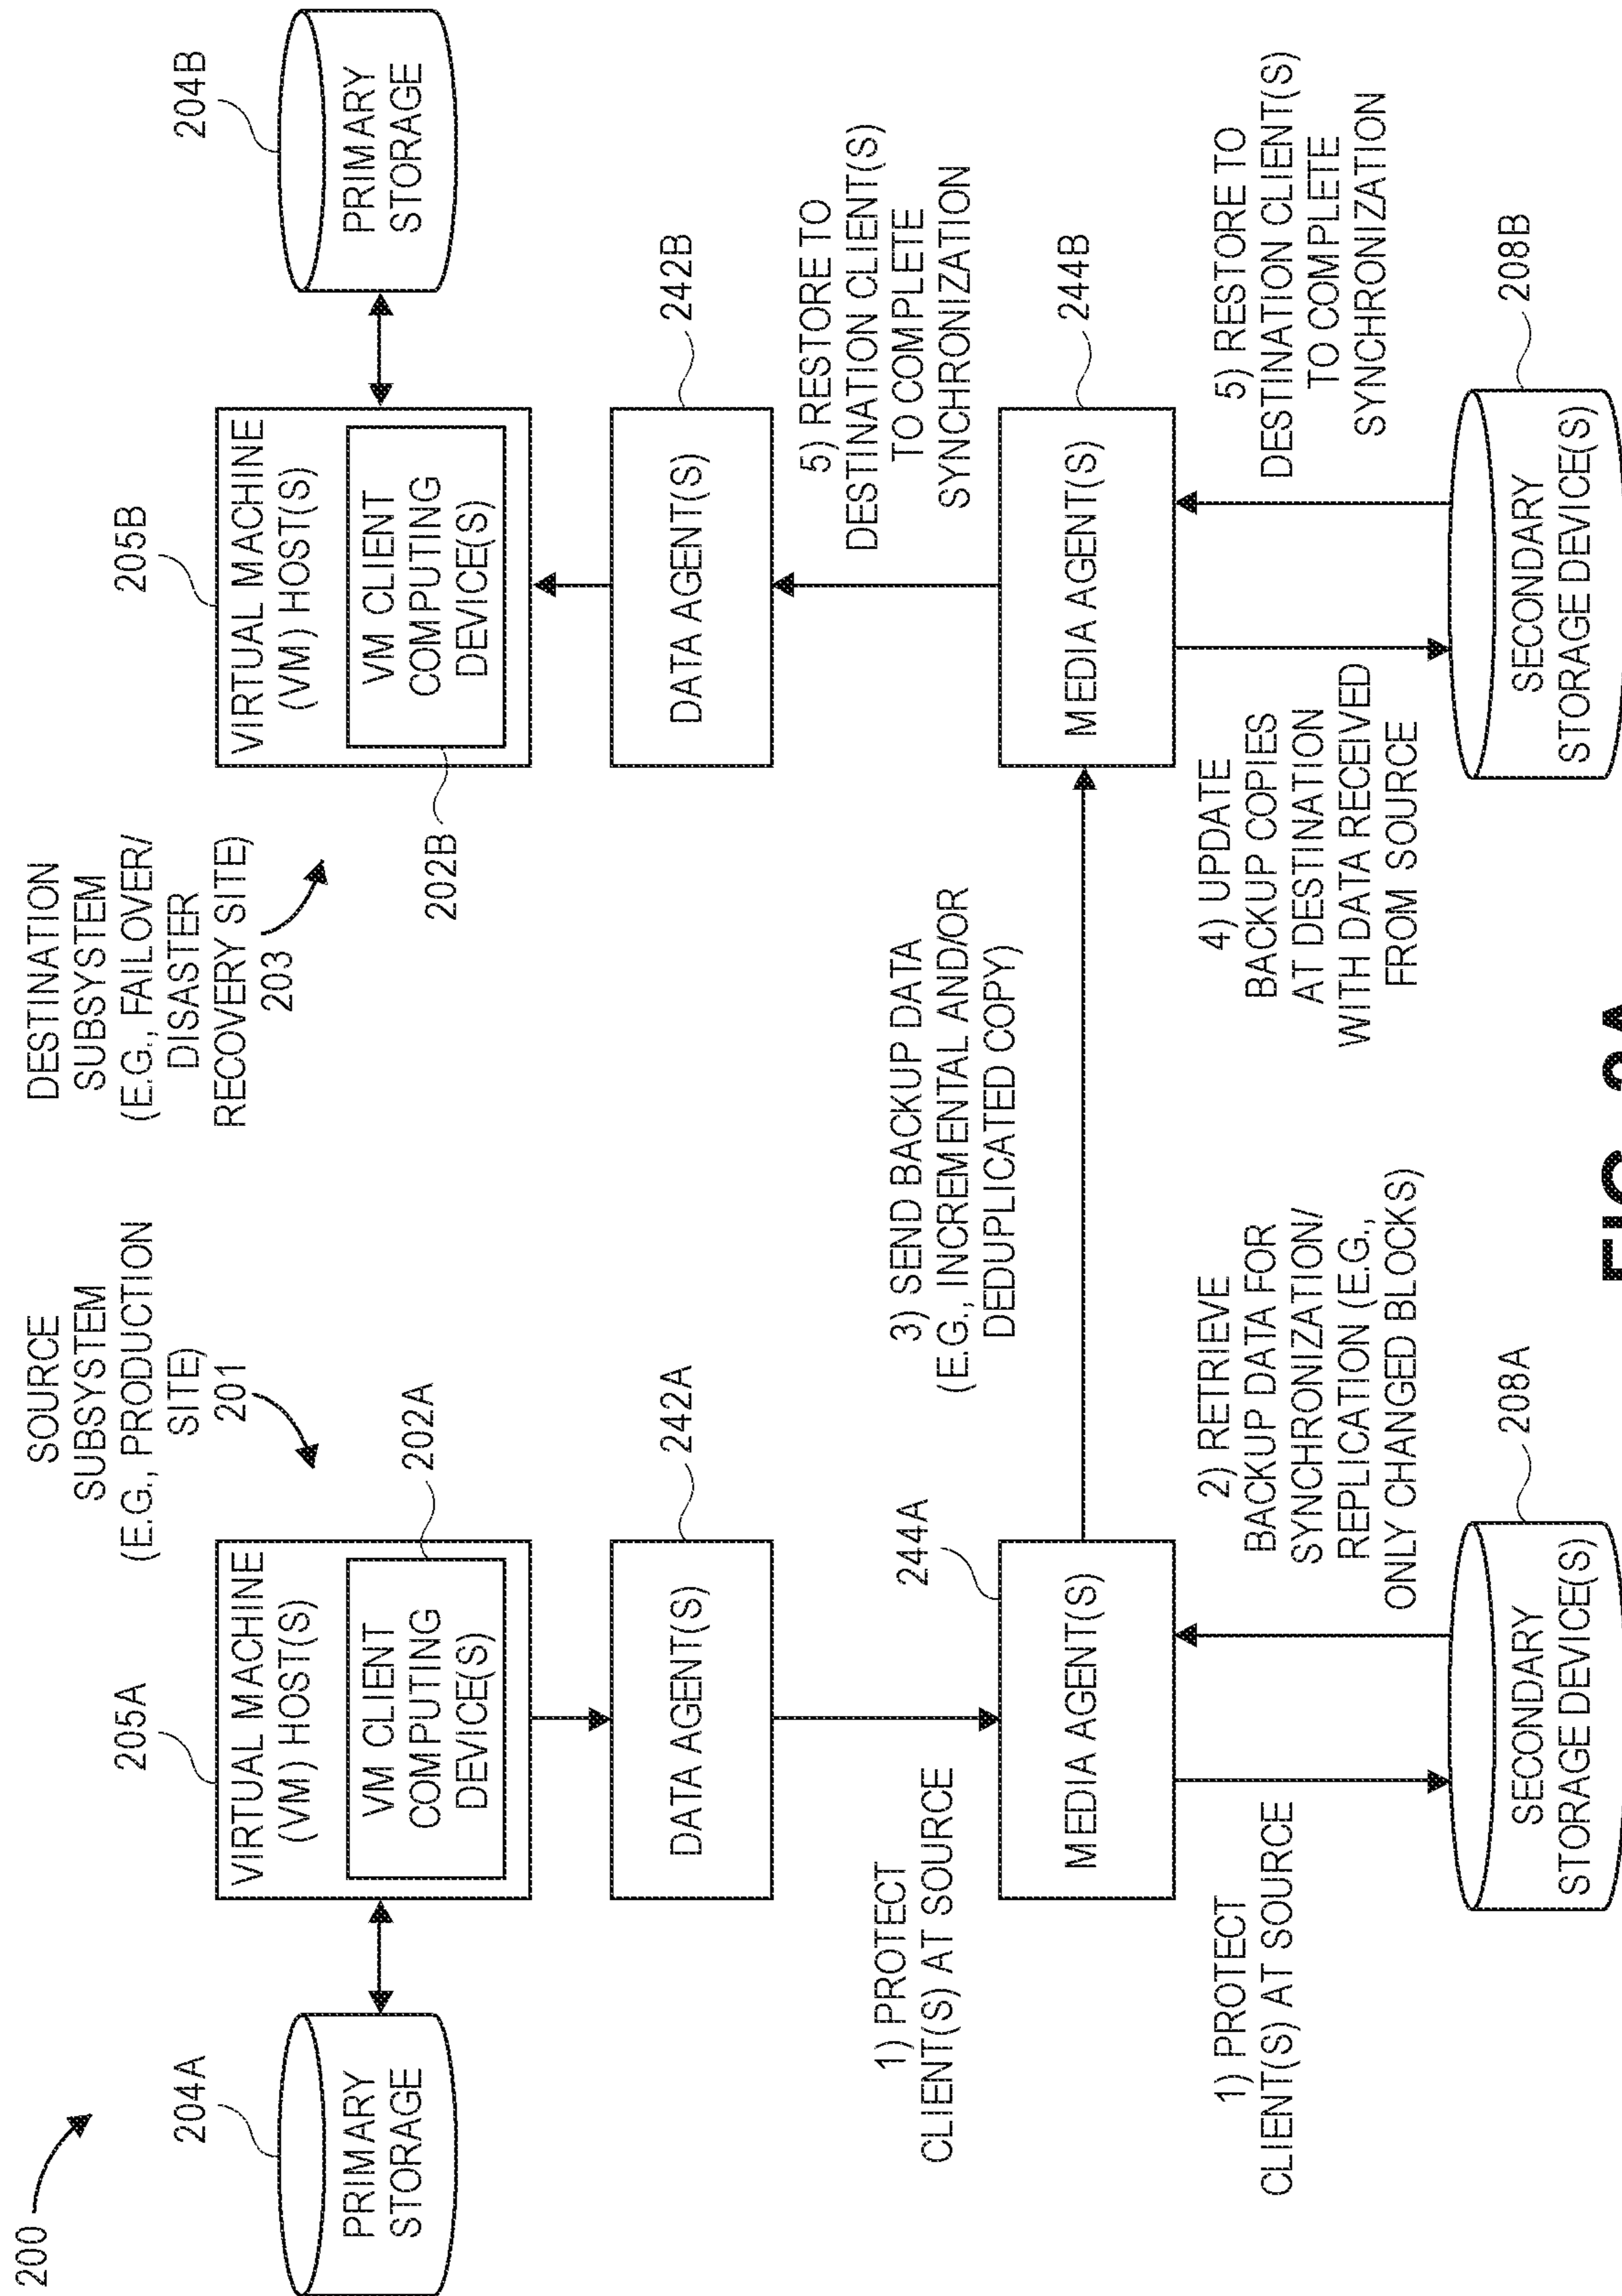 200
SOURCE
SUBSYSTEM
(E.G., PRODUCTION
SITE)
201
DESTINATION
SUBSYSTEM
(E.G., FAILOVER/
DISASTER
RECOVERY SITE)
203
204A
PRIMARY
STORAGE
205A
VIRTUAL MACHINE
(VM) HOST(S)
VM CLIENT
COMPUTING
DEVICE(S)
202A
205B
VIRTUAL MACHINE
(VM) HOST(S)
VM CLIENT
COMPUTING
DEVICE(S)
202B
204B
PRIMARY
STORAGE
DATA AGENT(S)
242A
DATA AGENT(S)
242B
1) PROTECT
CLIENT(S) AT SOURCE
3) SEND BACKUP DATA
(E.G., INCREMENTAL AND/OR
DEDUPLICATED COPY)
5) RESTORE TO
DESTINATION CLIENT(S)
TO COMPLETE
SYNCHRONIZATION
244A
MEDIA AGENT(S)
MEDIA AGENT(S)
244B
1) PROTECT
CLIENT(S) AT SOURCE
2) RETRIEVE
BACKUP DATA FOR
SYNCHRONIZATION/
REPLICATION (E.G.,
ONLY CHANGED BLOCKS)
4) UPDATE
BACKUP COPIES
AT DESTINATION
WITH DATA RECEIVED
FROM SOURCE
5) RESTORE TO
DESTINATION CLIENT(S)
TO COMPLETE
SYNCHRONIZATION
SECONDARY
STORAGE DEVICE(S)
208A
SECONDARY
STORAGE DEVICE(S)
208B